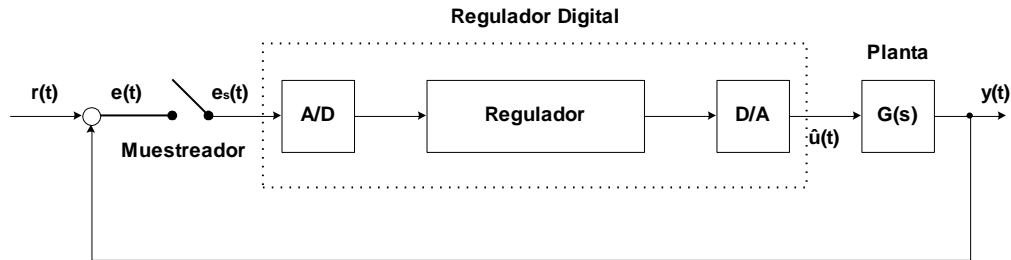 Regulador Digital
Planta
r(t)
e(t)
es(t)
A/D
Regulador
D/A
û(t)
G(s)
y(t)
Muestreador